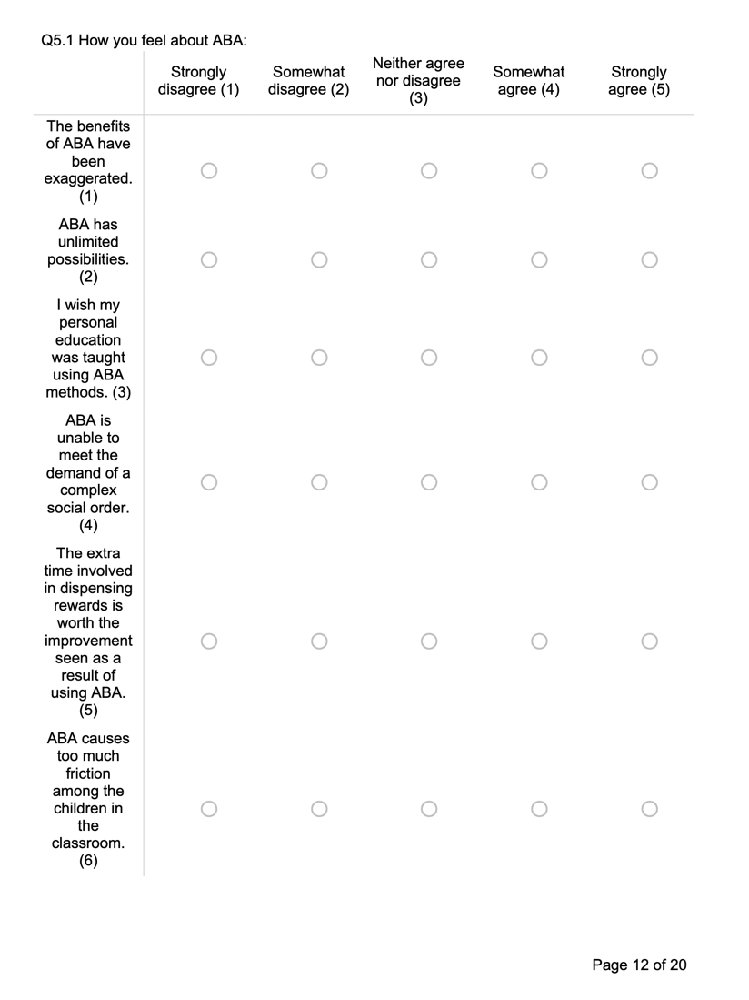 Q5.1 How you feel about ABA:
Strongly
disagree (1)
Somewhat
disagree (2)
Neither agree
nor disagree
(3)
Somewhat
agree (4)
Strongly
agree (5)
The benefits
of ABA have
been
exaggerated.
(1)
ABA has
unlimited
possibilities.
(2)
I wish my
personal
education
was taught
using ABA
methods. (3)
ABA is
unable to
meet the
demand of a
complex
social order.
(4)
The extra
time involved
in dispensing
rewards is
worth the
improvement
seen as a
result of
using ABA.
(5)
ABA causes
too much
friction
among the
children in
the
classroom.
(6)
Page 12 of 20